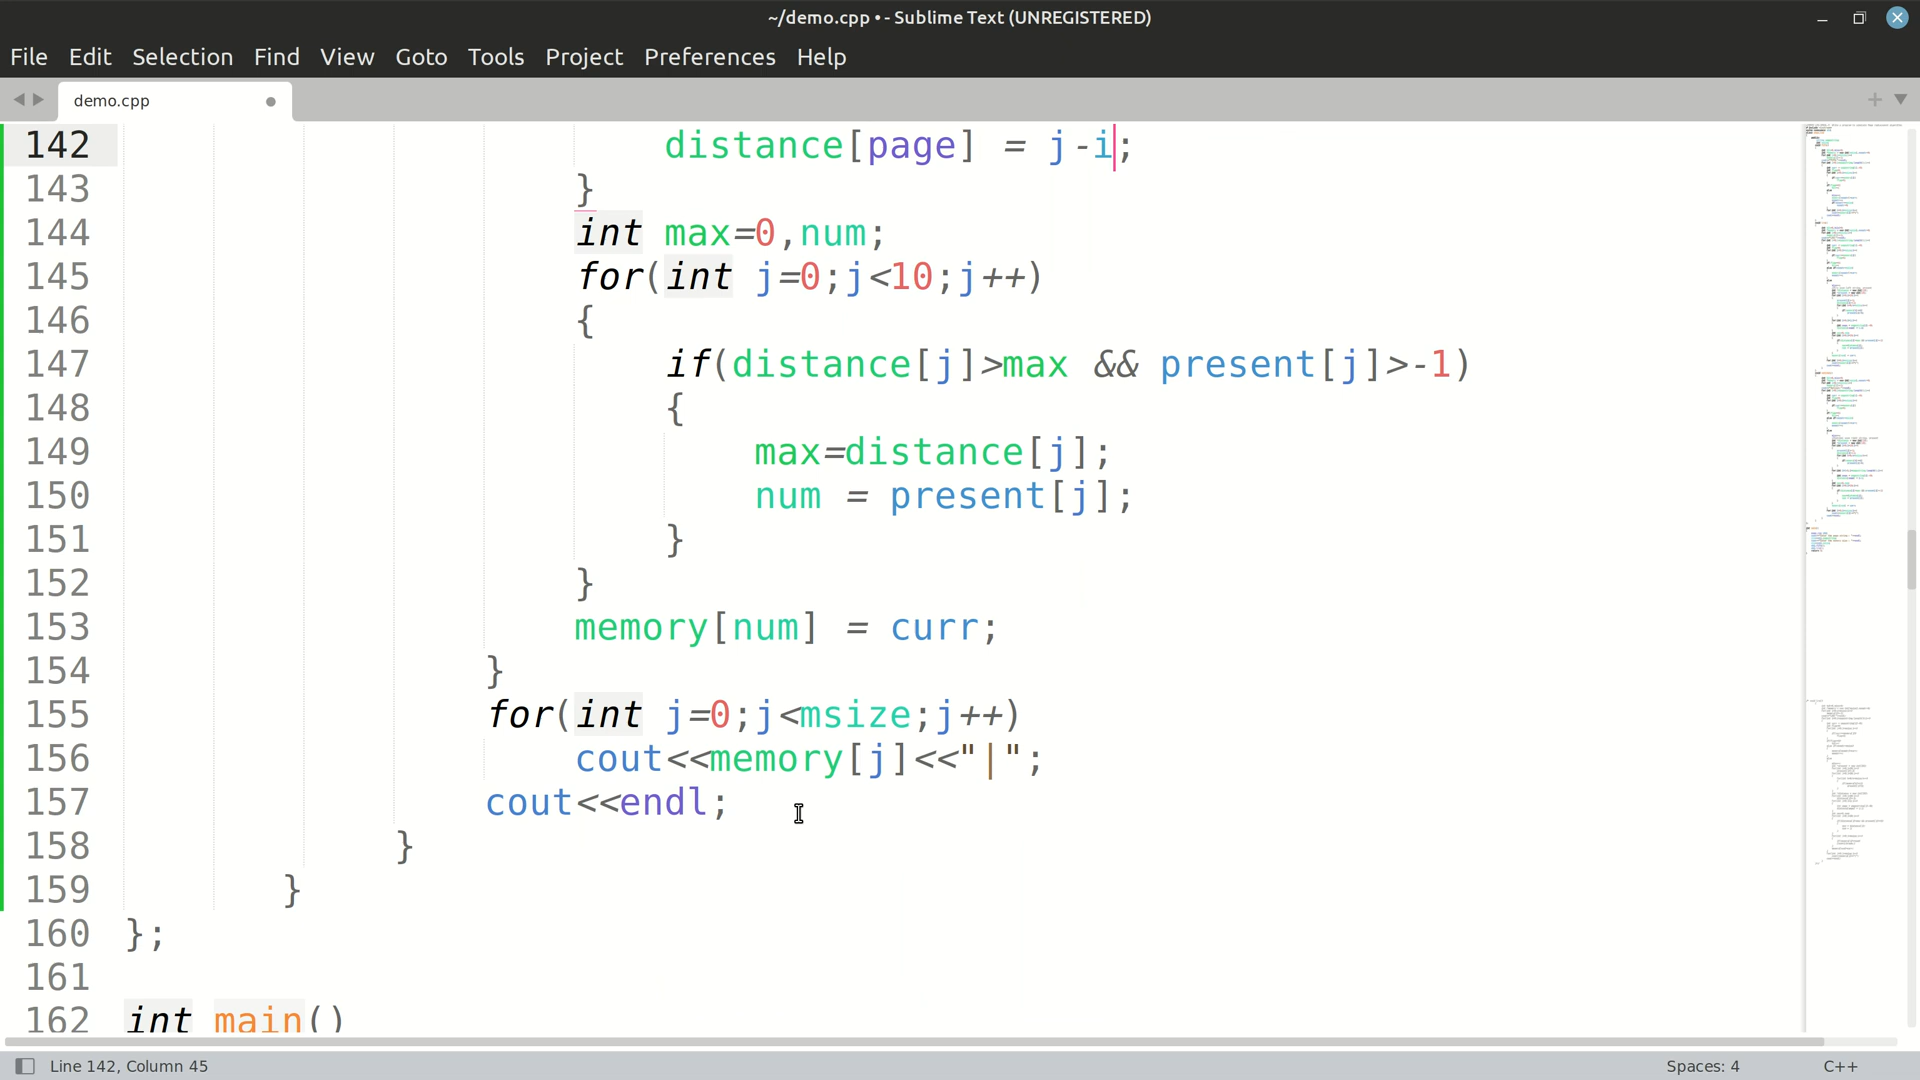 ~/demo.cpp • - Sublime Text (UNREGISTERED)
File Edit Selection Find View Goto Tools Project Preferences Help
demo.cpp
142 distance[page] = j-i;
143 }
144 int max=0,num;
145 for(int j=0;j<10;j++)
146 {
147 if(distance[j]>max && present[j]>-1)
148 {
149 max=distance[j];
150 num = present[j];
151 }
152 }
153 memory[num] = curr;
154 }
155 for(int j=0;j<msize;j++)
156 cout<<memory[j]<<"|";
157 cout<<endl;
158 }
159 }
160 };
161
162 int main()
Line 142, Column 45
Spaces: 4
C++